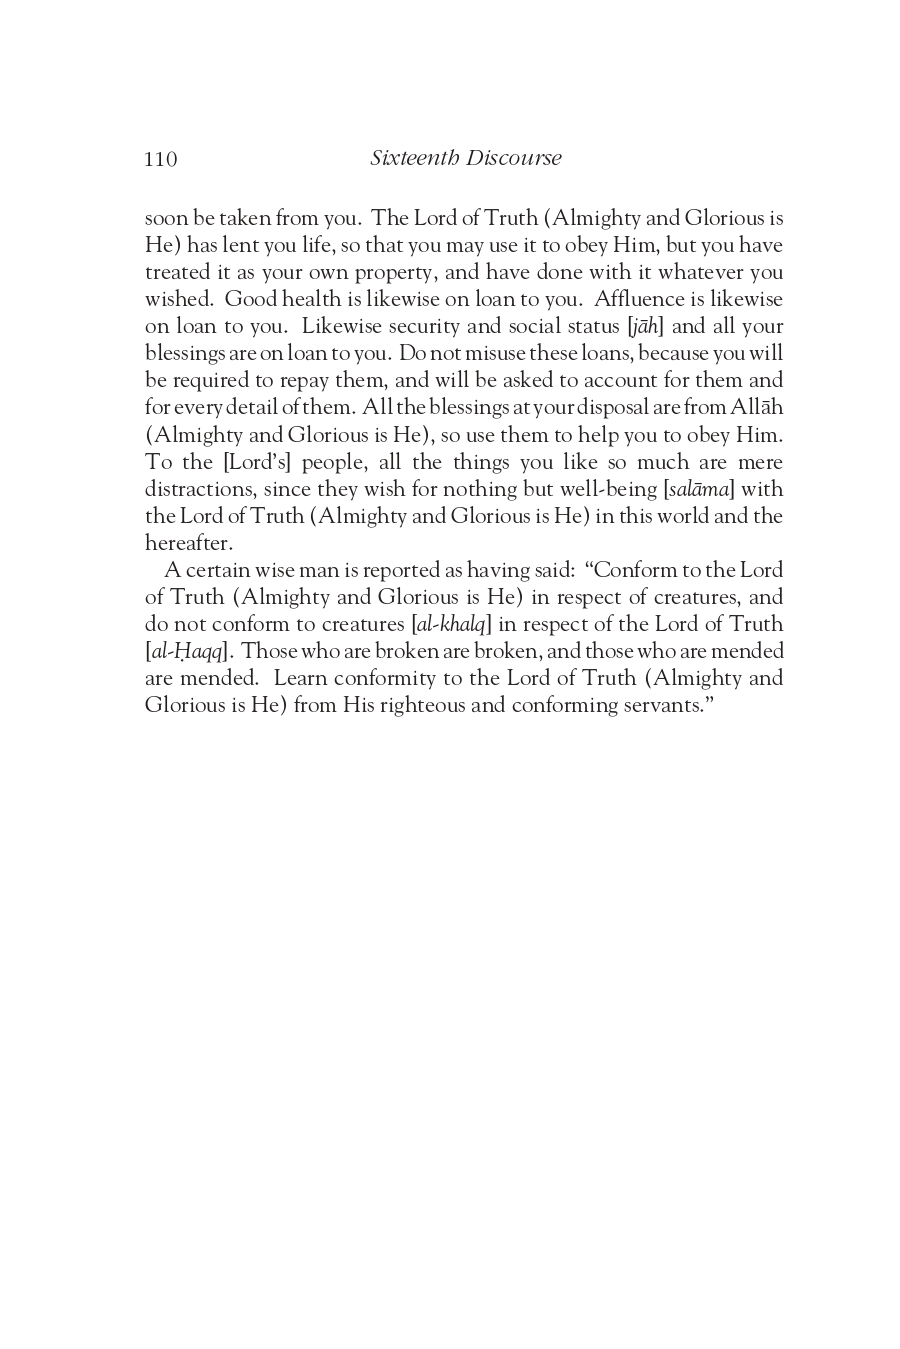 110
Sixteenth Discourse
soon be taken from you.  The Lord of Truth (Almighty and Glorious is
He) has lent you life, so that you may use it to obey Him, but you have
treated it as your own property, and have done with it whatever you
wished.  Good health is likewise on loan to you.  Affluence is likewise
on loan to you.  Likewise security and social status [jāh] and all your
blessings are on loan to you.  Do not misuse these loans, because you will
be required to repay them, and will be asked to account for them and
for every detail of them.  All the blessings at your disposal are from Allāh
(Almighty and Glorious is He), so use them to help you to obey Him.
To the [Lord’s] people, all the things you like so much are mere
distractions, since they wish for nothing but well-being [salāma] with
the Lord of Truth (Almighty and Glorious is He) in this world and the
hereafter.
A certain wise man is reported as having said:  “Conform to the Lord
of Truth (Almighty and Glorious is He) in respect of creatures, and
do not conform to creatures [al-khalq] in respect of the Lord of Truth
[al-Ḥaqq].  Those who are broken are broken, and those who are mended
are mended.  Learn conformity to the Lord of Truth (Almighty and
Glorious is He) from His righteous and conforming servants.”